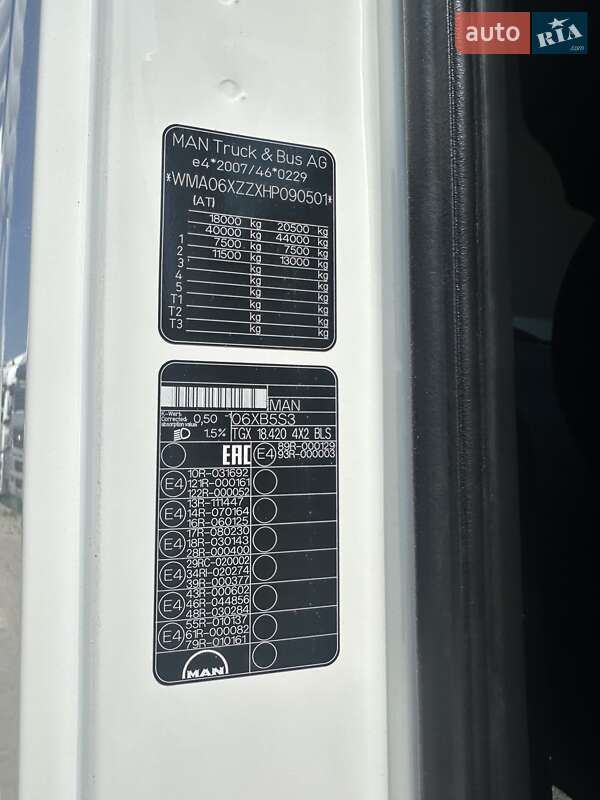 auto RIA.com
MAN Truck & Bus AG
e4*2007/46*0229
*WMA06XZZXHP090501*
(AT)
18000 kg 20500 kg
40000 kg 44000 kg
1 7500 kg 7500 kg
2 11500 kg 13000 kg
3 kg kg
4 kg kg
5 kg kg
T1 kg kg
T2 kg kg
T3 kg kg
MAN
K-Werk Corrected absorption value 0,50 106XB5S3
1.5% TGX 18.420 4X2 BLS
EAC E4 89R-000129
93R-000003
10R-031692
E4 121R-000161
122R-000052
13R-111447
E4 14R-070164
16R-060125
17R-080230
E4 18R-030143
28R-000400
29RC-020002
E4 34RI-020274
39R-000377
43R-000602
E4 46R-044856
48R-030284
55R-010137
E4 61R-000082
79R-010161
MAN